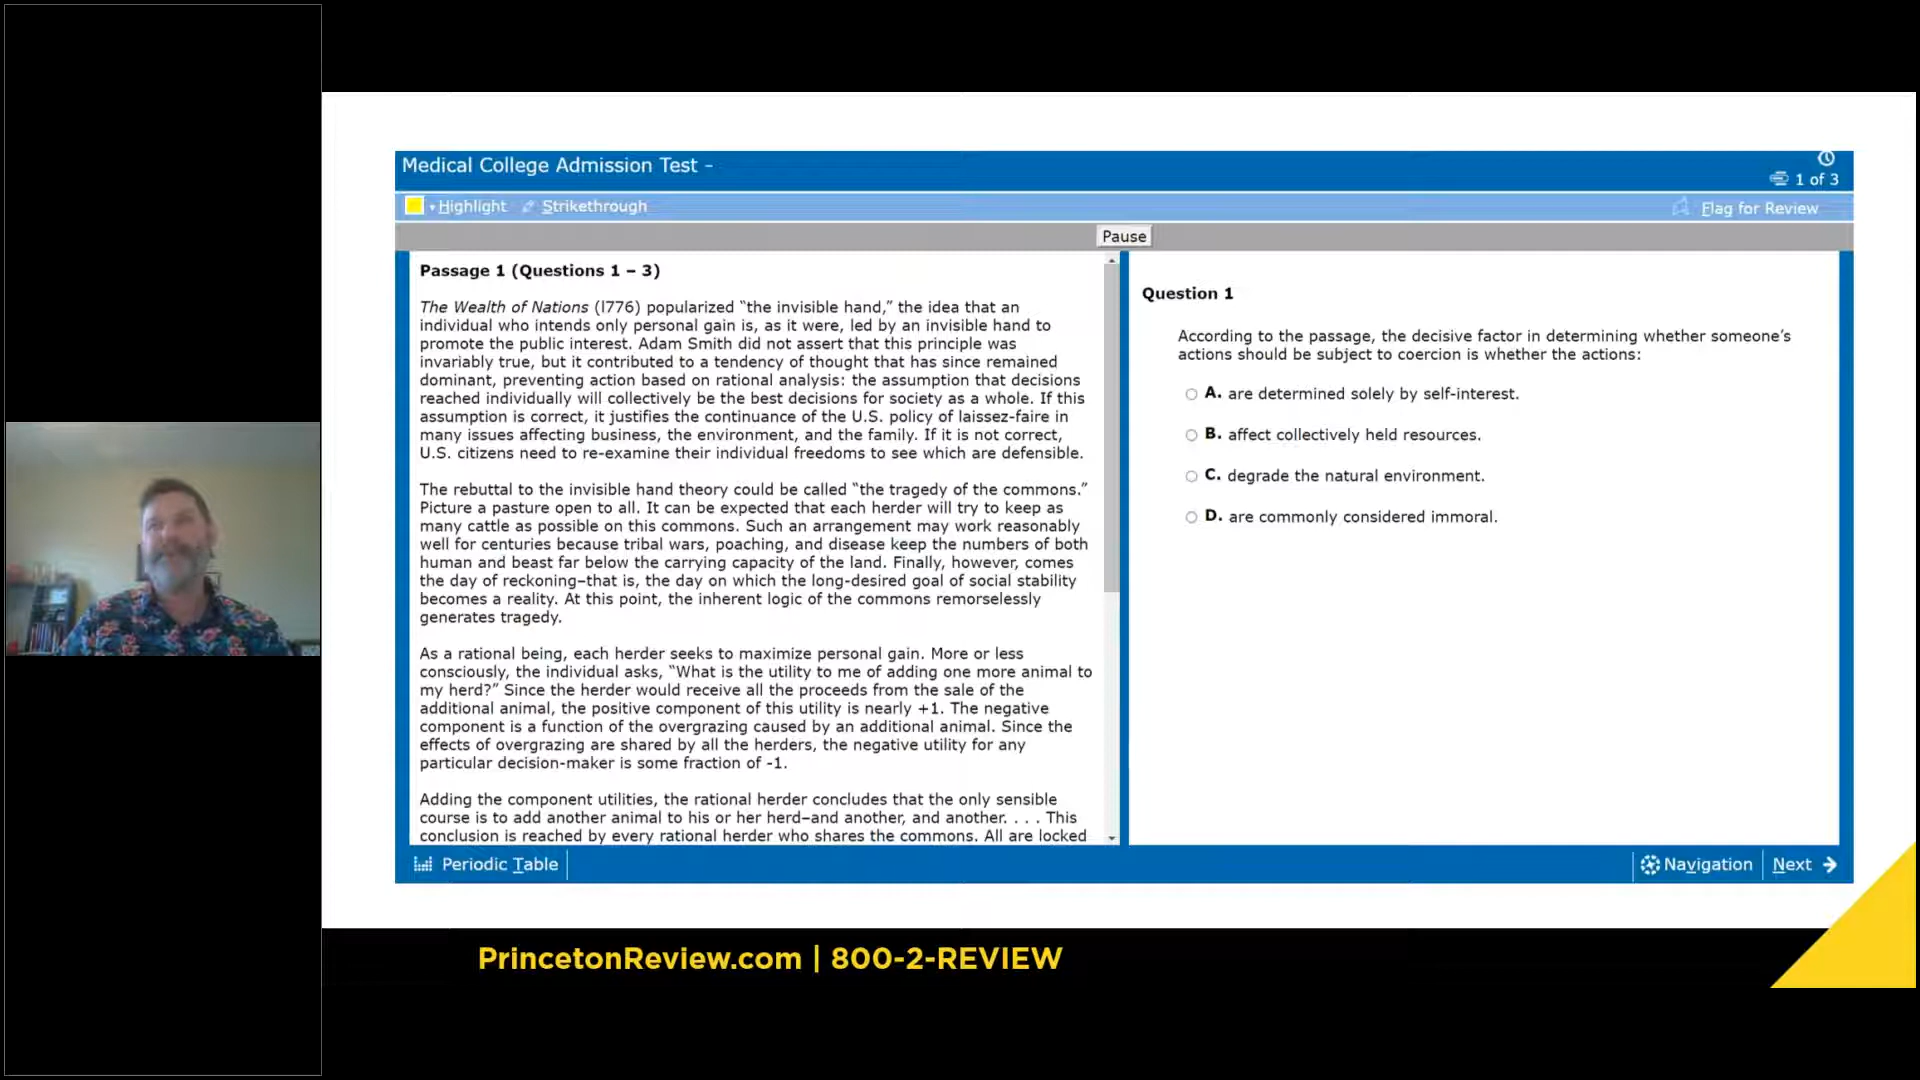 Medical College Admission Test –
1 of 3
Highlight Strikethrough
Flag for Review
Pause
Passage 1 (Questions 1 – 3)
The Wealth of Nations (l776) popularized “the invisible hand,” the idea that an
individual who intends only personal gain is, as it were, led by an invisible hand to
promote the public interest. Adam Smith did not assert that this principle was
invariably true, but it contributed to a tendency of thought that has since remained
dominant, preventing action based on rational analysis: the assumption that decisions
reached individually will collectively be the best decisions for society as a whole. If this
assumption is correct, it justifies the continuance of the U.S. policy of laissez-faire in
many issues affecting business, the environment, and the family. If it is not correct,
U.S. citizens need to re-examine their individual freedoms to see which are defensible.
The rebuttal to the invisible hand theory could be called “the tragedy of the commons.”
Picture a pasture open to all. It can be expected that each herder will try to keep as
many cattle as possible on this commons. Such an arrangement may work reasonably
well for centuries because tribal wars, poaching, and disease keep the numbers of both
human and beast far below the carrying capacity of the land. Finally, however, comes
the day of reckoning–that is, the day on which the long-desired goal of social stability
becomes a reality. At this point, the inherent logic of the commons remorselessly
generates tragedy.
As a rational being, each herder seeks to maximize personal gain. More or less
consciously, the individual asks, “What is the utility to me of adding one more animal to
my herd?” Since the herder would receive all the proceeds from the sale of the
additional animal, the positive component of this utility is nearly +1. The negative
component is a function of the overgrazing caused by an additional animal. Since the
effects of overgrazing are shared by all the herders, the negative utility for any
particular decision-maker is some fraction of -1.
Adding the component utilities, the rational herder concludes that the only sensible
course is to add another animal to his or her herd–and another, and another. . . . This
conclusion is reached by every rational herder who shares the commons. All are locked
Question 1
According to the passage, the decisive factor in determining whether someone’s
actions should be subject to coercion is whether the actions:
A. are determined solely by self-interest.
B. affect collectively held resources.
C. degrade the natural environment.
D. are commonly considered immoral.
Periodic Table
Navigation
Next
PrincetonReview.com | 800-2-REVIEW